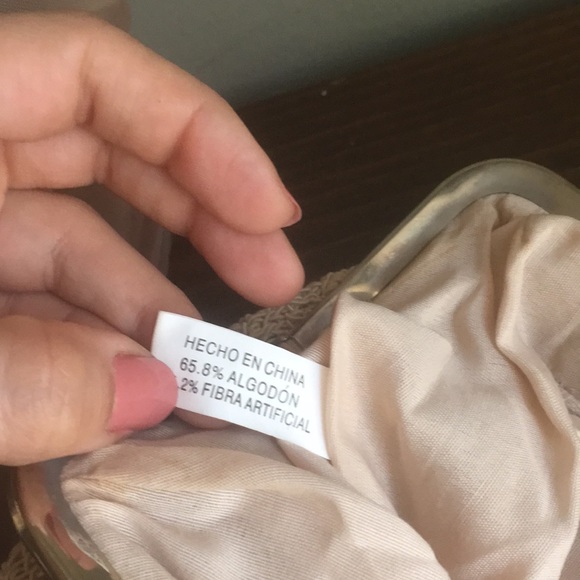 HECHO EN CHINA
65.8% ALGODÓN
.2% FIBRA ARTIFICIAL